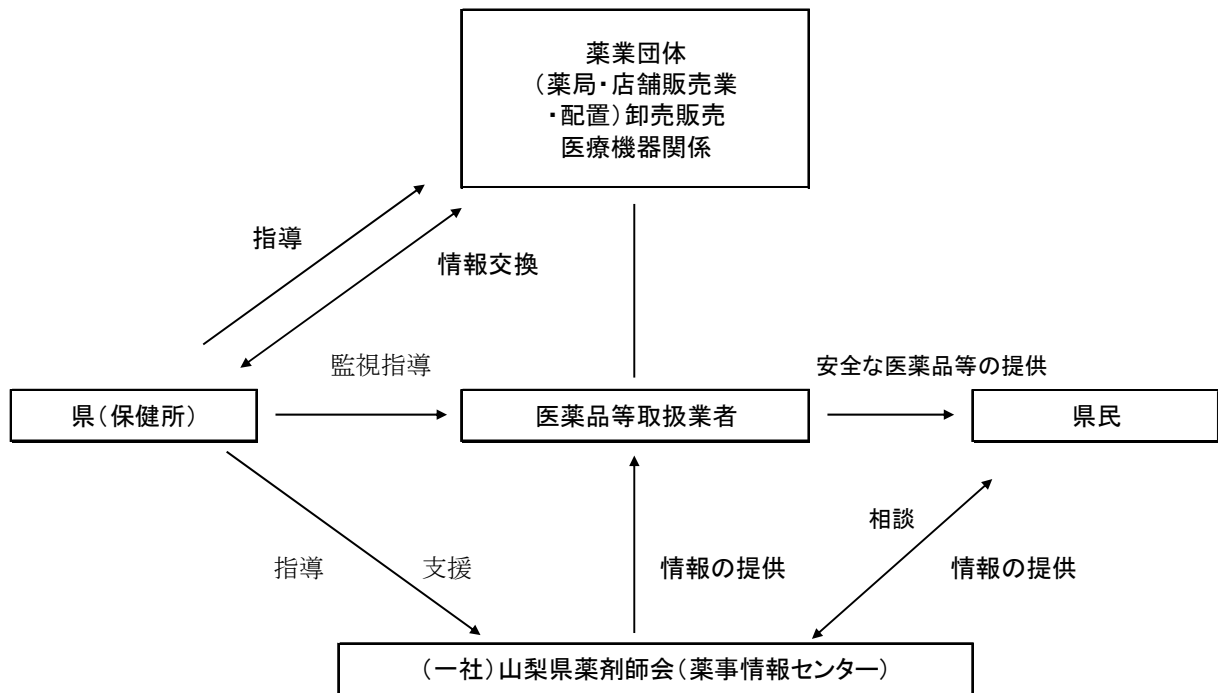 薬業団体
（薬局・店舗販売業
・配置）卸売販売
医療機器関係
指導
情報交換
監視指導
安全な医薬品等の提供
県（保健所）
医薬品等取扱業者
県民
相談
指導
支援
情報の提供
情報の提供
（一社）山梨県薬剤師会（薬事情報センター）